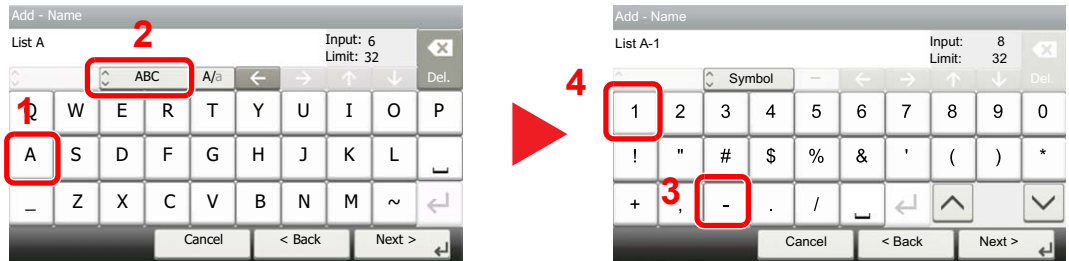 Add - Name
List A
Input: 6
Limit: 32
2
ABC
A/a
Del.
1
Q W E R T Y U I O P
A S D F G H J K L
_ Z X C V B N M ~
Cancel
< Back
Next >
Add - Name
List A-1
Input: 8
Limit: 32
4
Symbol
Del.
1 2 3 4 5 6 7 8 9 0
! " # $ % & ' ( ) *
3
+ , - . /
Cancel
< Back
Next >